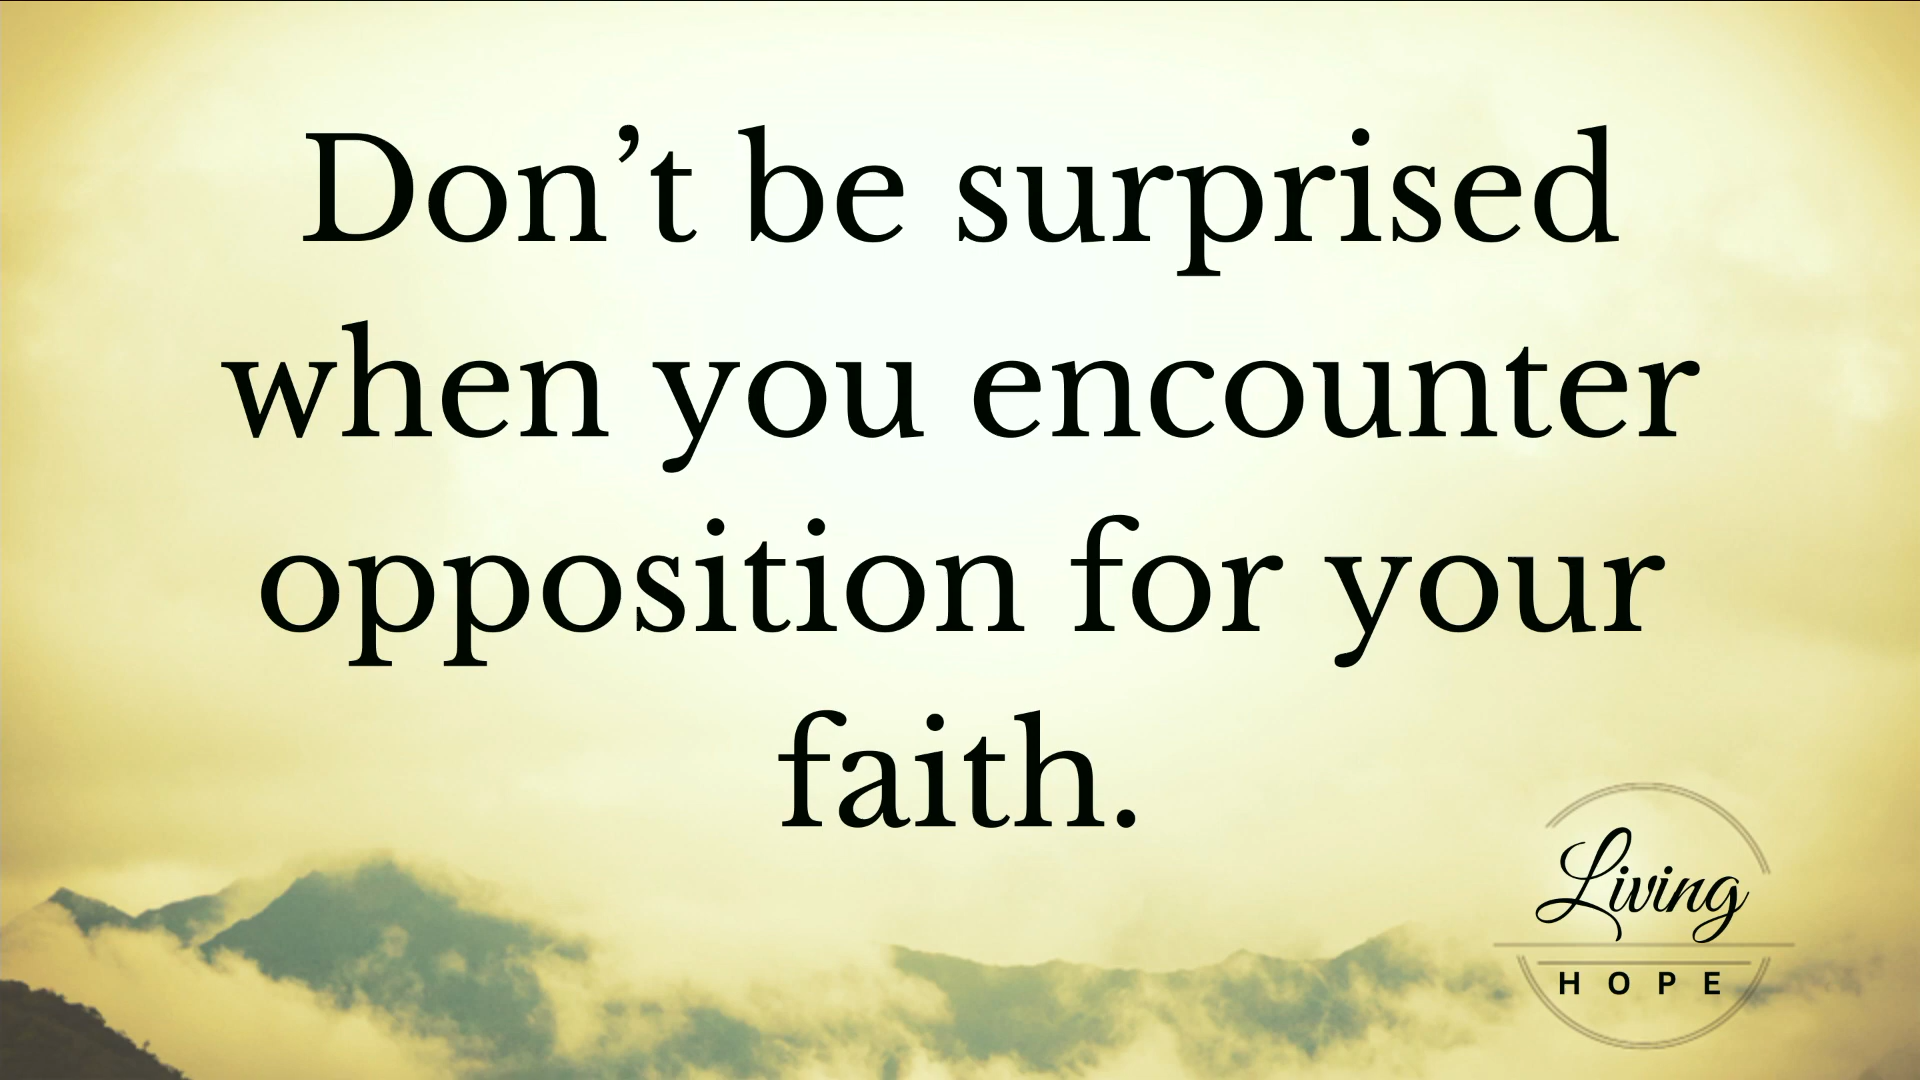 Don’t be surprised
when you encounter
opposition for your
faith.
Living
HOPE